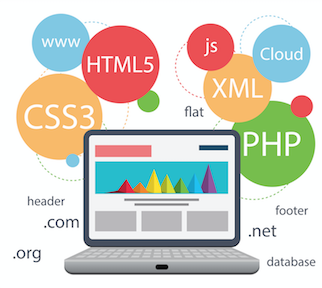 www
HTML5
js
Cloud
CSS3
XML
flat
PHP
header
footer
.com
.net
.org
database